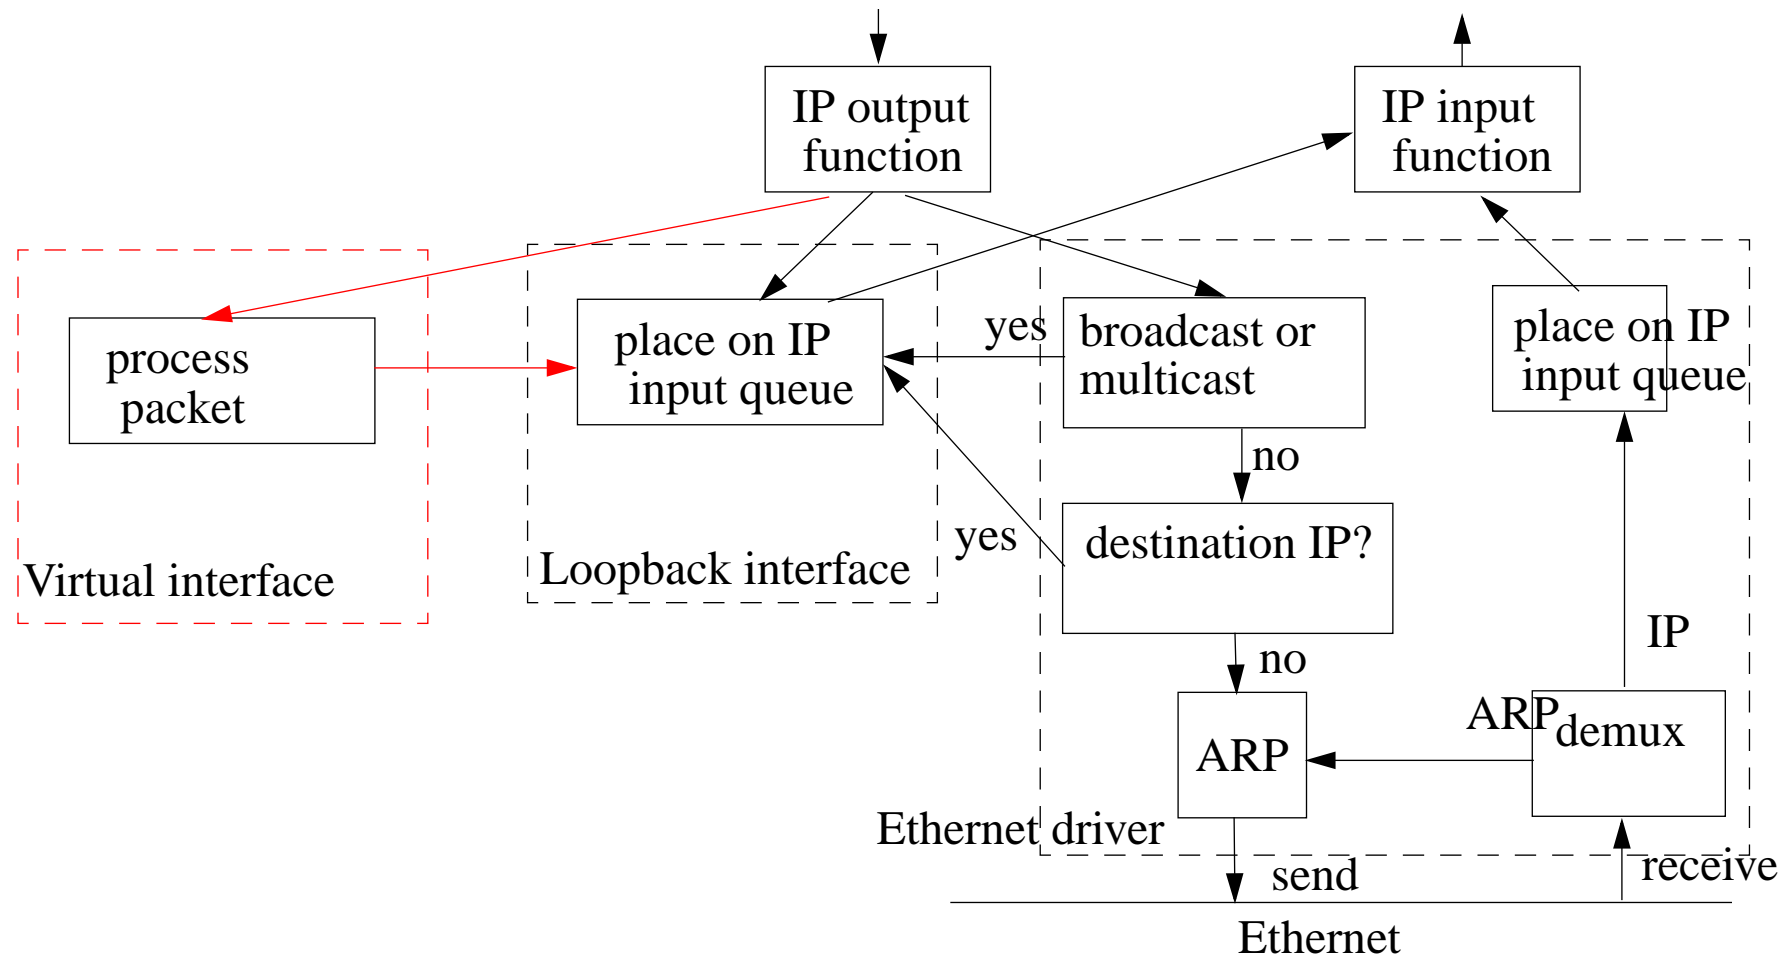 IP output
function
IP input
function
process
packet
Virtual interface
place on IP
input queue
Loopback interface
yes
broadcast or
multicast
no
yes
destination IP?
no
ARP
place on IP
input queue
IP
ARP
demux
Ethernet driver
send
receive
Ethernet